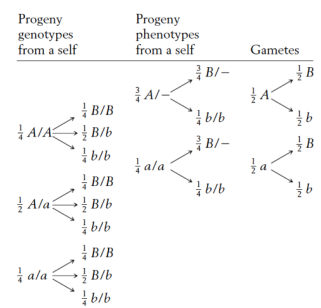 Progeny genotypes from a self
Progeny phenotypes from a self
Gametes
1/4 A/A
1/4 B/B
1/2 B/b
1/4 b/b
1/2 A/a
1/4 B/B
1/2 B/b
1/4 b/b
1/4 a/a
1/4 B/B
1/2 B/b
1/4 b/b
3/4 A/–
3/4 B/–
1/4 b/b
1/4 a/a
3/4 B/–
1/4 b/b
1/2 A
1/2 B
1/2 b
1/2 a
1/2 B
1/2 b